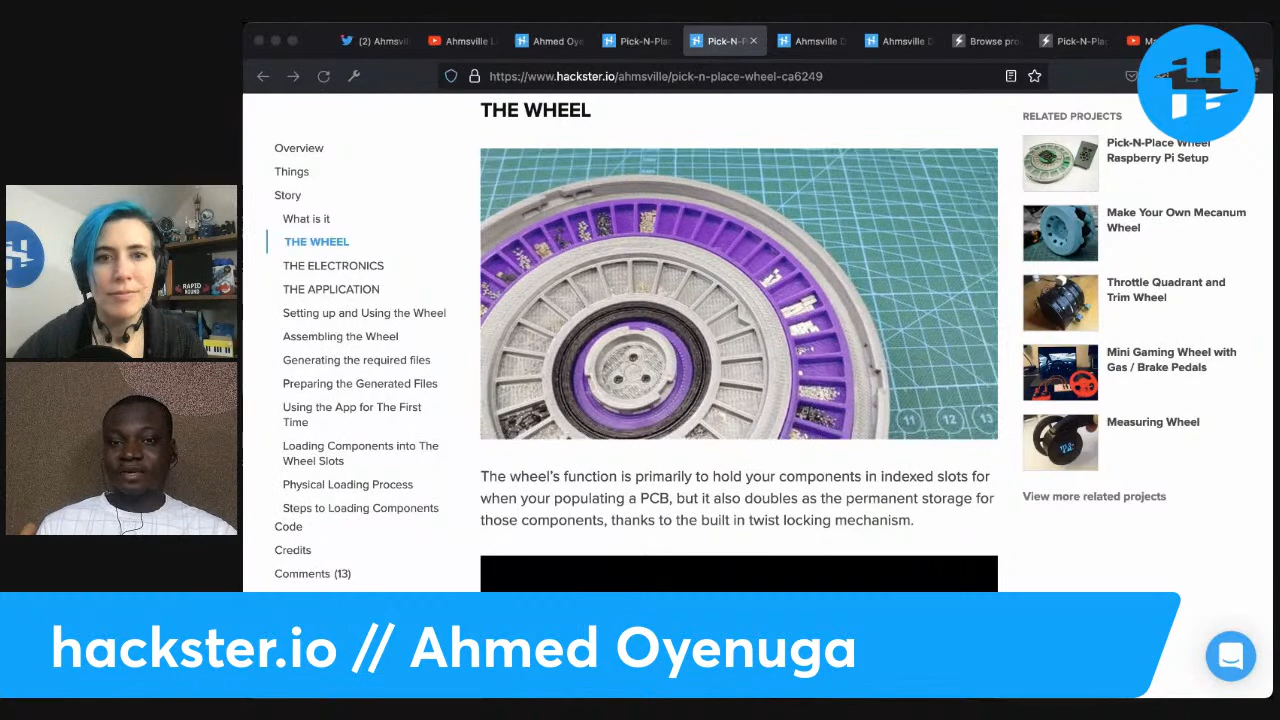 (2) Ahmsvil
Ahmsville L
Ahmed Oye
Pick-N-Plac
Pick-N-P
Ahmsville D
Ahmsville D
Browse pro
Pick-N-Plac
https://www.hackster.io/ahmsville/pick-n-place-wheel-ca6249
Overview
Things
Story
What is it
THE WHEEL
THE ELECTRONICS
THE APPLICATION
Setting up and Using the Wheel
Assembling the Wheel
Generating the required files
Preparing the Generated Files
Using the App for The First
Time
Loading Components into The
Wheel Slots
Physical Loading Process
Steps to Loading Components
Code
Credits
Comments (13)
THE WHEEL
11 12 13
The wheel's function is primarily to hold your components in indexed slots for
when your populating a PCB, but it also doubles as the permanent storage for
those components, thanks to the built in twist locking mechanism.
RELATED PROJECTS
Pick-N-Place Wheel
Raspberry Pi Setup
Make Your Own Mecanum
Wheel
Throttle Quadrant and
Trim Wheel
Mini Gaming Wheel with
Gas / Brake Pedals
Measuring Wheel
View more related projects
RAPID
ROUND
hackster.io // Ahmed Oyenuga